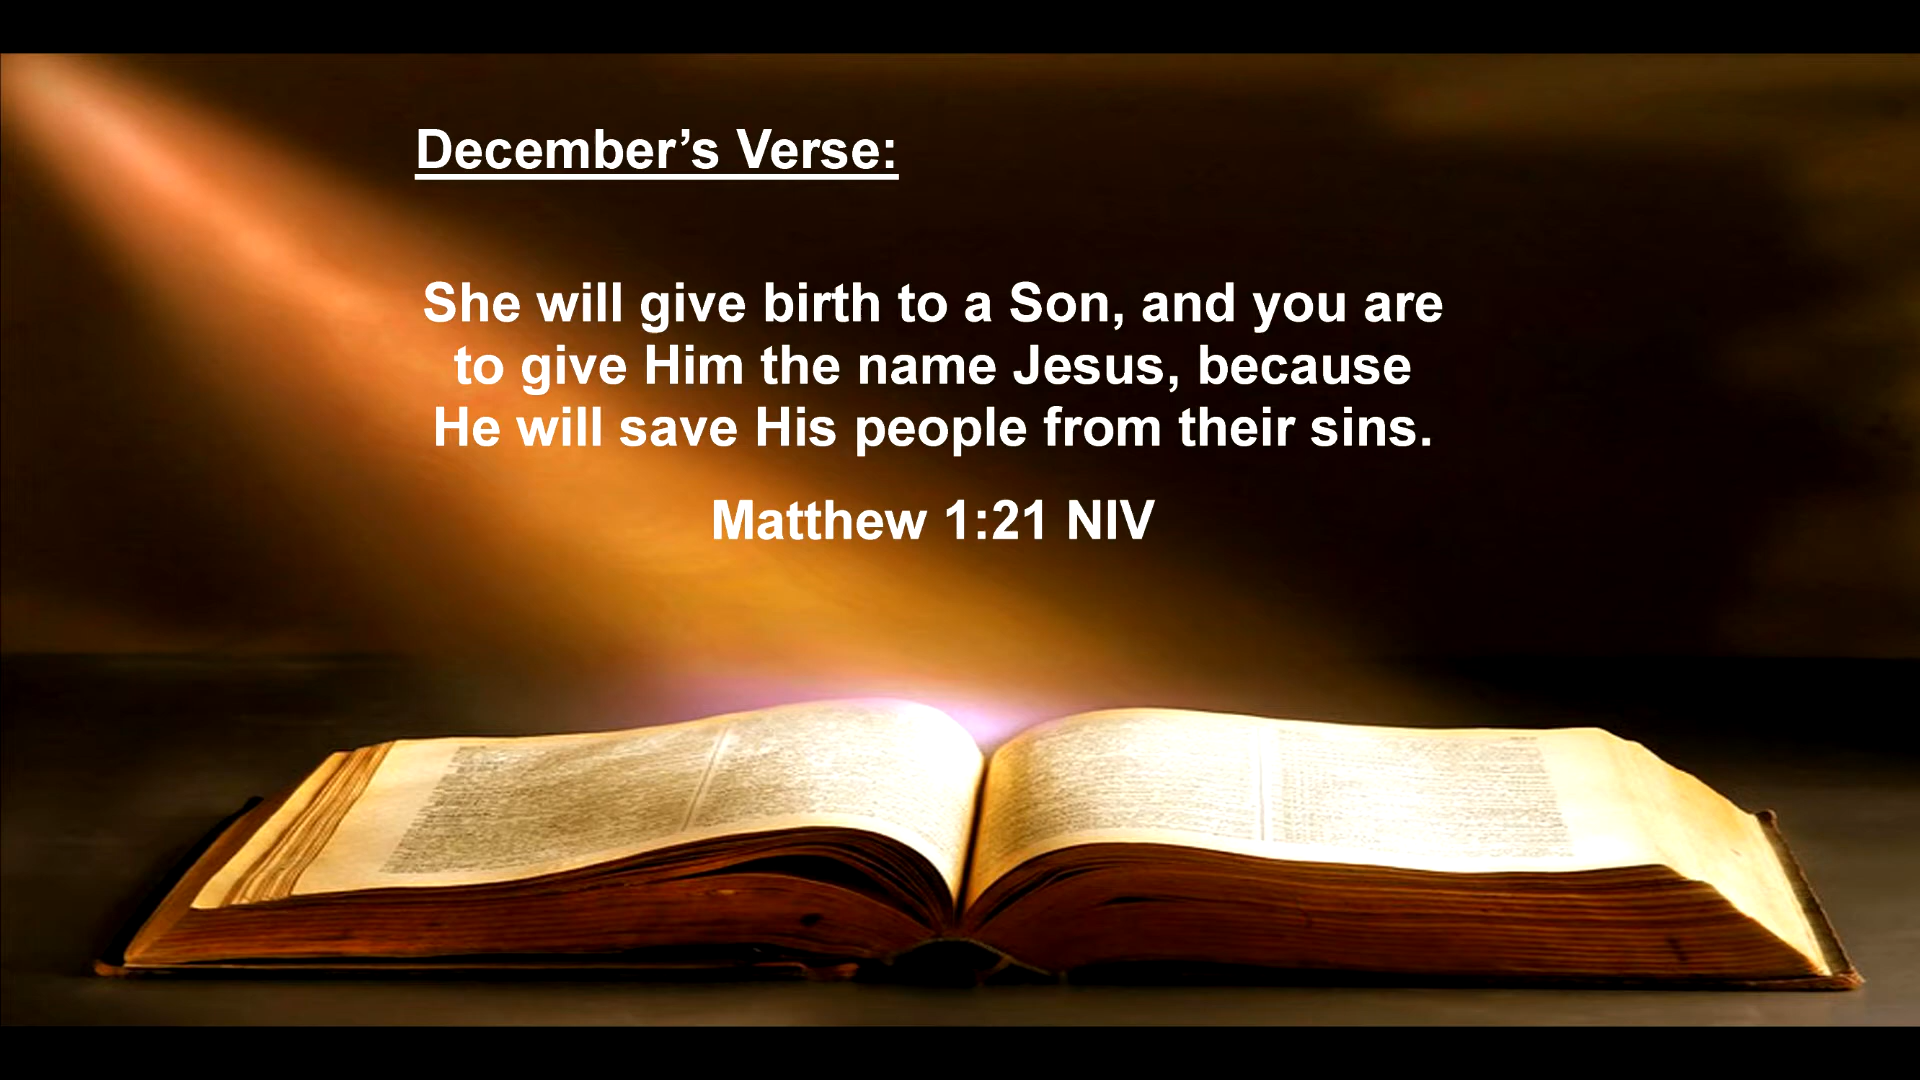 December’s Verse:
She will give birth to a Son, and you are
to give Him the name Jesus, because
He will save His people from their sins.
Matthew 1:21 NIV